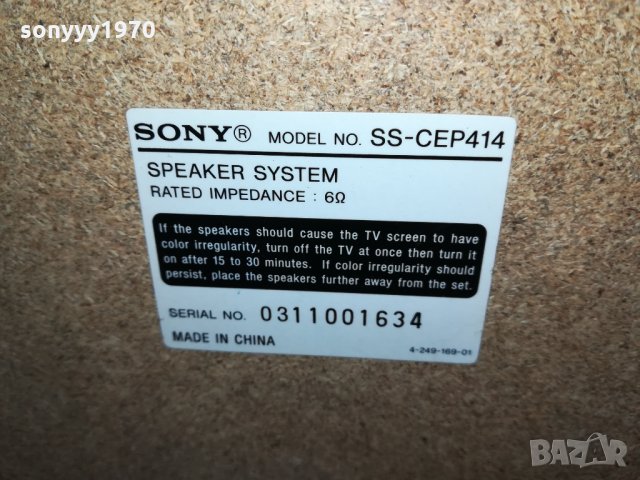 sonyyy1970
SONY® MODEL NO. SS-CEP414
SPEAKER SYSTEM
RATED IMPEDANCE : 6Ω
If the speakers should cause the TV screen to have
color irregularity, turn off the TV at once then turn it
on after 15 to 30 minutes. If color irregularity should
persist, place the speakers further away from the set.
SERIAL NO. 0311001634
MADE IN CHINA
4-249-169-01
BAZAR